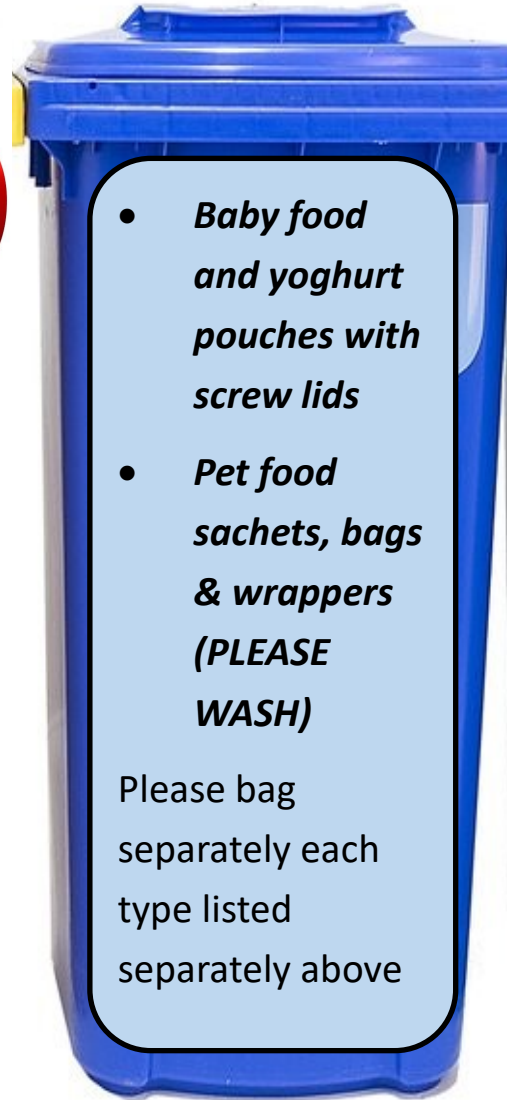 • Baby food
and yoghurt
pouches with
screw lids
• Pet food
sachets, bags
& wrappers
(PLEASE
WASH)
Please bag
separately each
type listed
separately above